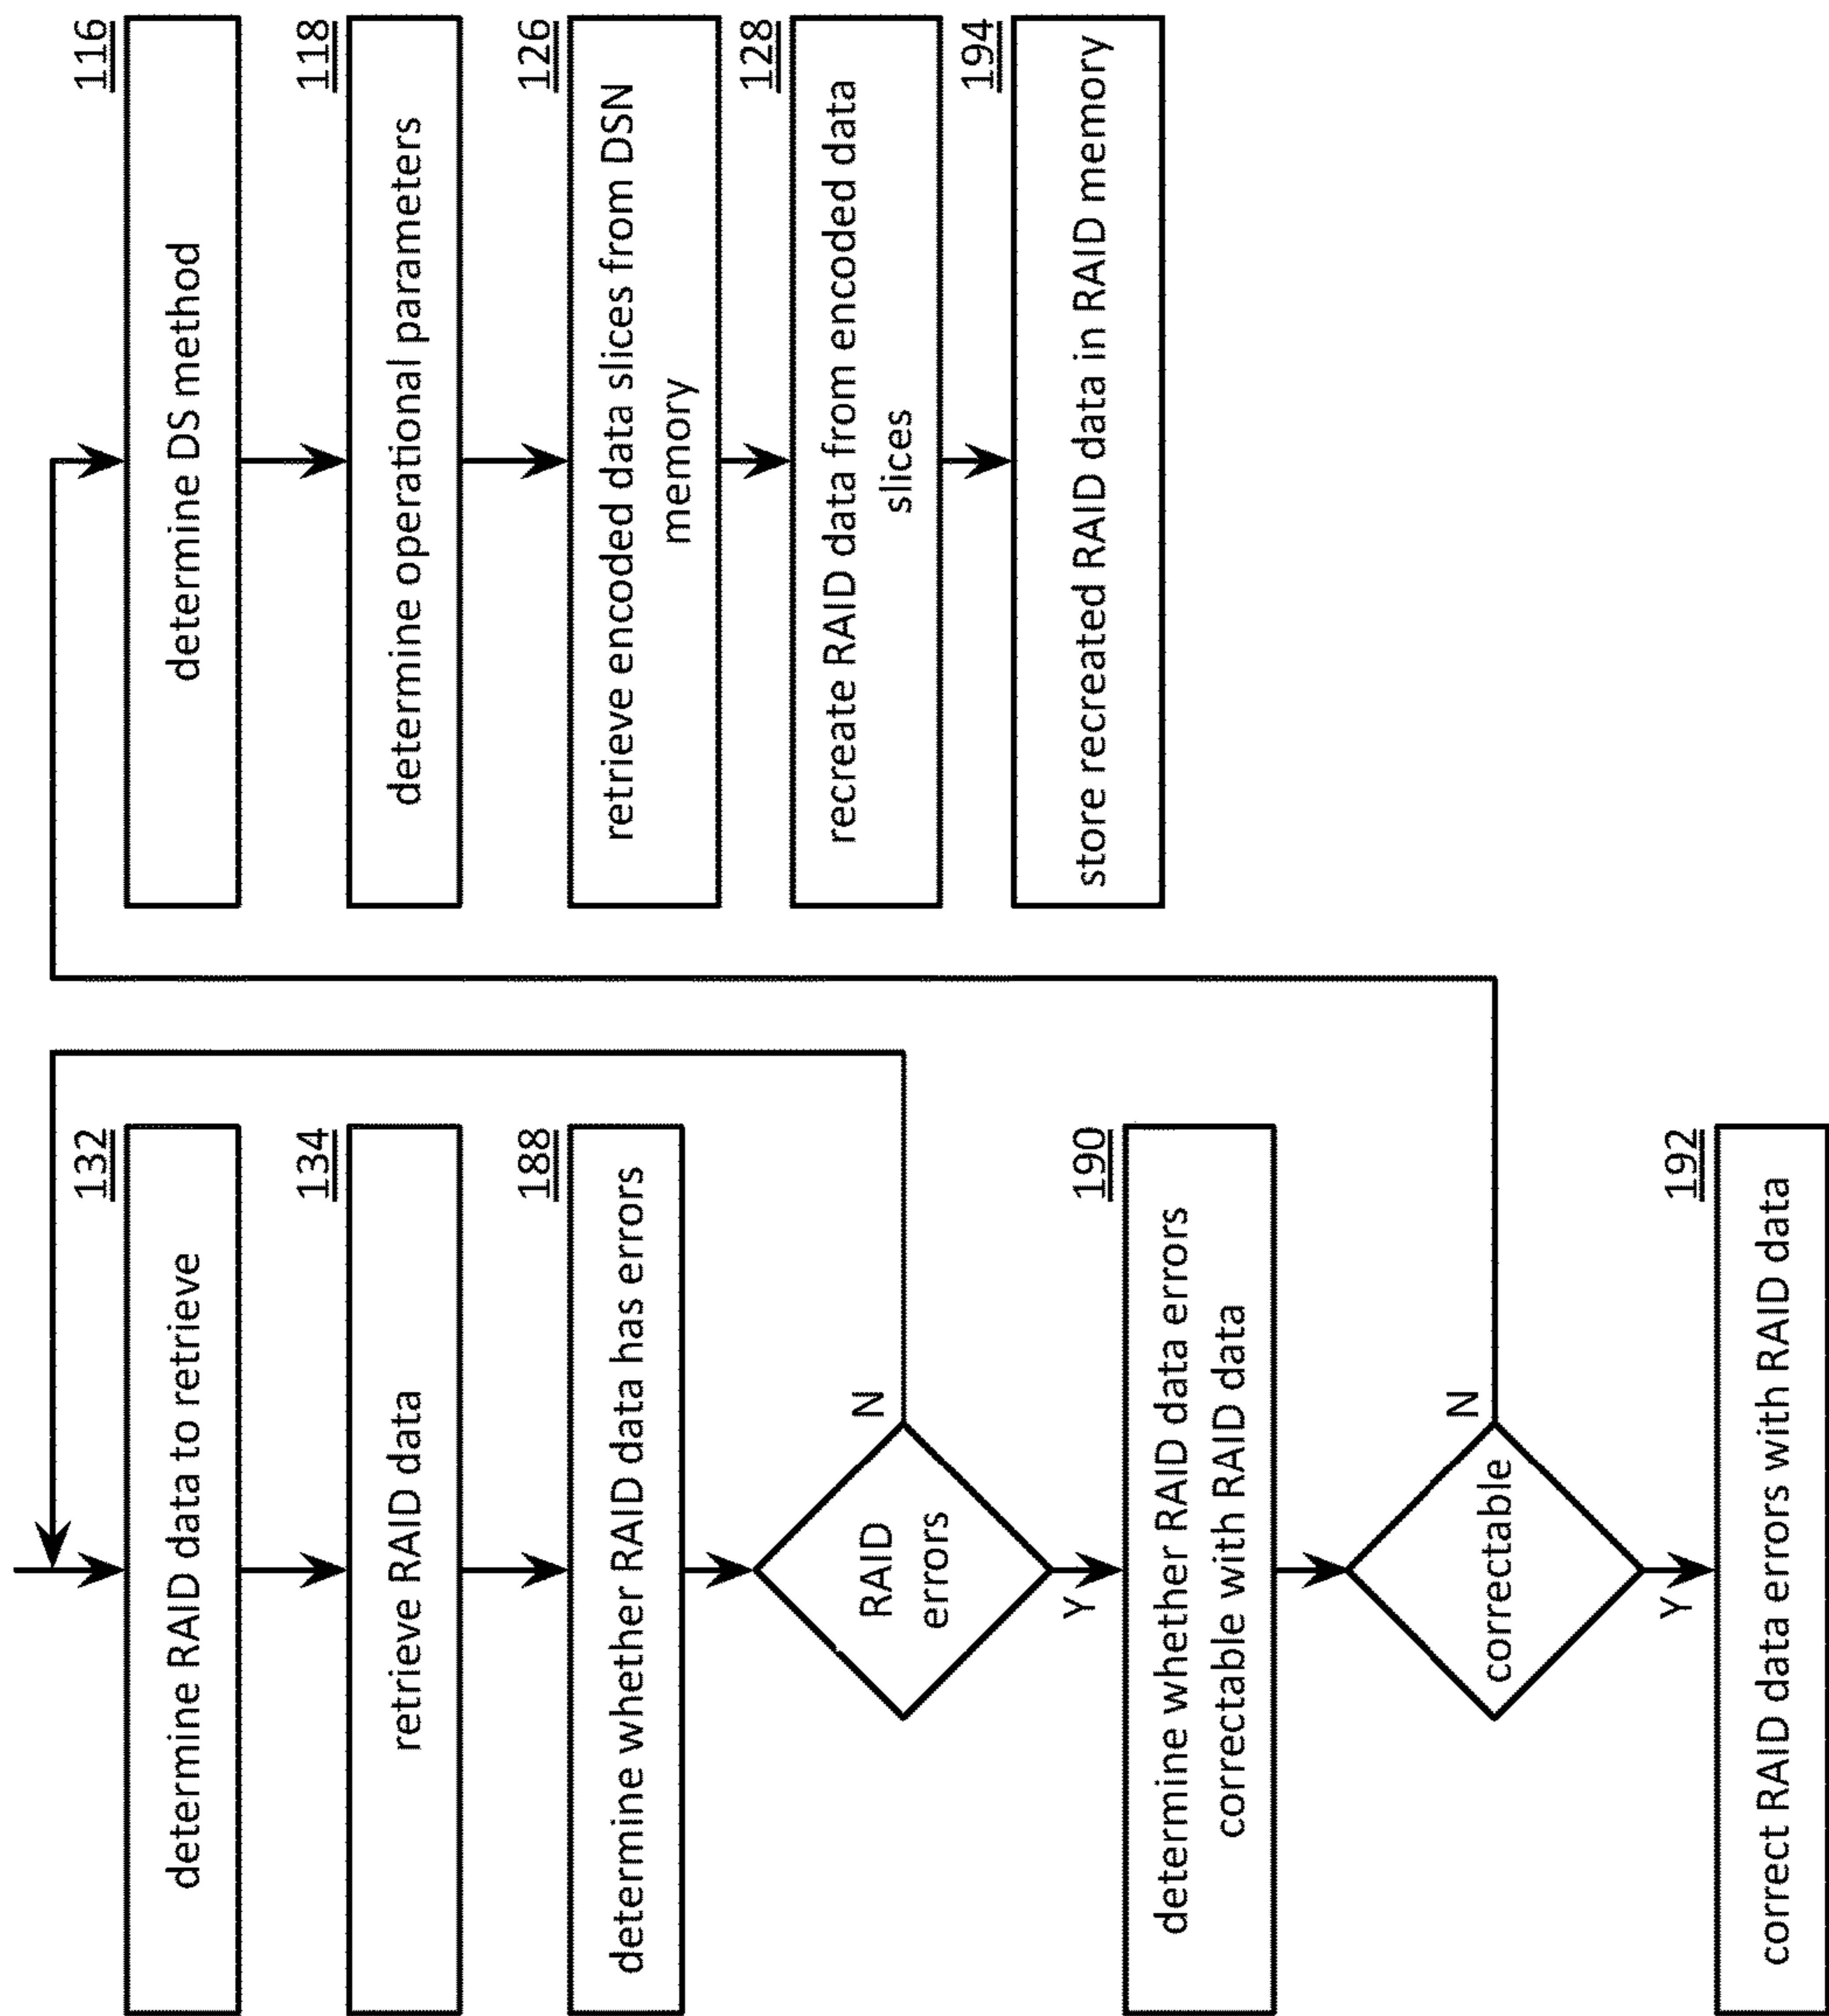 132
determine RAID data to retrieve
134
retrieve RAID data
188
determine whether RAID data has errors
RAID
errors
N
Y
190
determine whether RAID data errors
correctable with RAID data
correctable
N
Y
192
correct RAID data errors with RAID data
116
determine DS method
118
determine operational parameters
126
retrieve encoded data slices from DSN
memory
128
recreate RAID data from encoded data
slices
194
store recreated RAID data in RAID memory